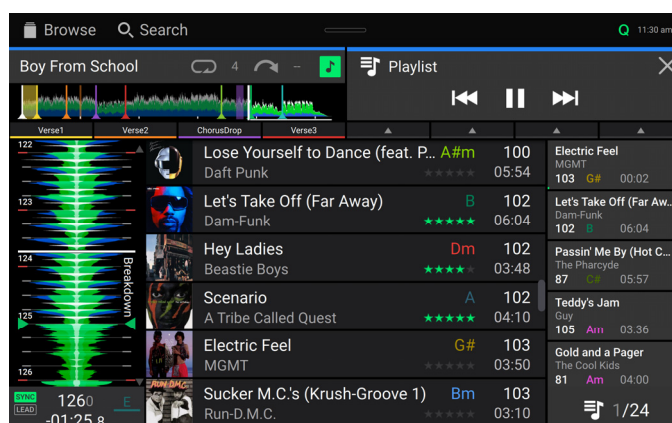 Browse Search Q 11:30 am
Boy From School 4 –
Playlist
Verse1 Verse2 ChorusDrop Verse3
122
123
124
125
126
Breakdown
SYNC
LEAD
1260 E
-01:25.8
Lose Yourself to Dance (feat. P... A#m 100
Daft Punk 05:54
Let's Take Off (Far Away) B 102
Dam-Funk 06:04
Hey Ladies Dm 102
Beastie Boys 03:48
Scenario A 102
A Tribe Called Quest 04:10
Electric Feel G# 103
MGMT 03:50
Sucker M.C.'s (Krush-Groove 1) Bm 103
Run-D.M.C. 03:10
RUN-DMC
Electric Feel
MGMT
103 G# 00:02
Let's Take Off (Far Aw...
Dam-Funk
102 B 06:04
Passin' Me By (Hot C...
The Pharcyde
87 C# 05:57
Teddy's Jam
Guy
105 Am 03.36
Gold and a Pager
The Cool Kids
81 Am 04:00
1/24